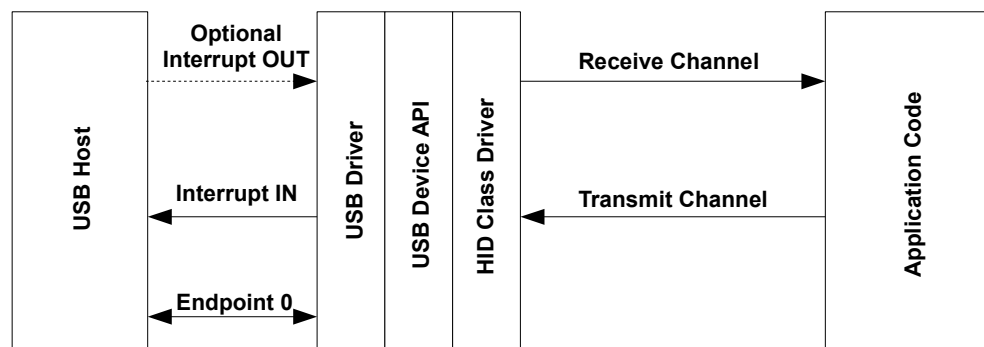 Optional
Interrupt OUT
Receive Channel
USB Host
USB Driver
USB Device API
HID Class Driver
Application Code
Interrupt IN
Transmit Channel
Endpoint 0